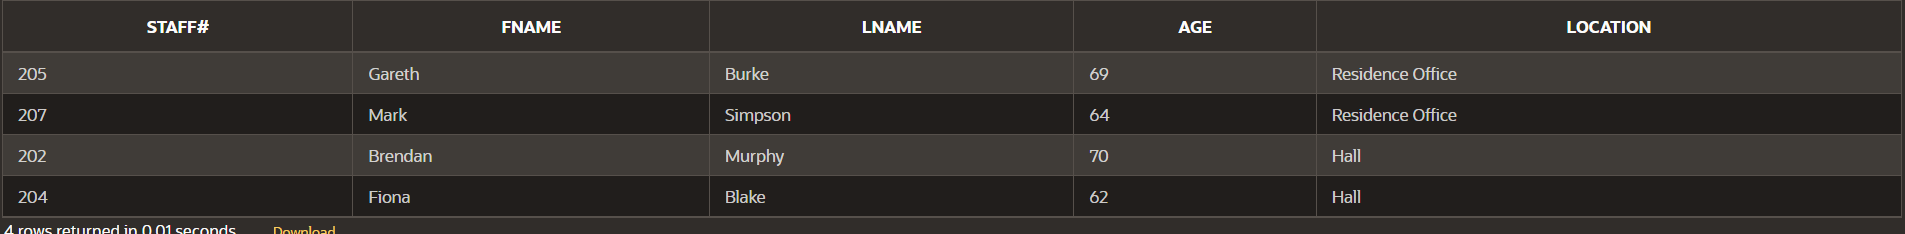 STAFF# FNAME LNAME AGE LOCATION
205 Gareth Burke 69 Residence Office
207 Mark Simpson 64 Residence Office
202 Brendan Murphy 70 Hall
204 Fiona Blake 62 Hall
4 rows returned in 0.01 seconds Download